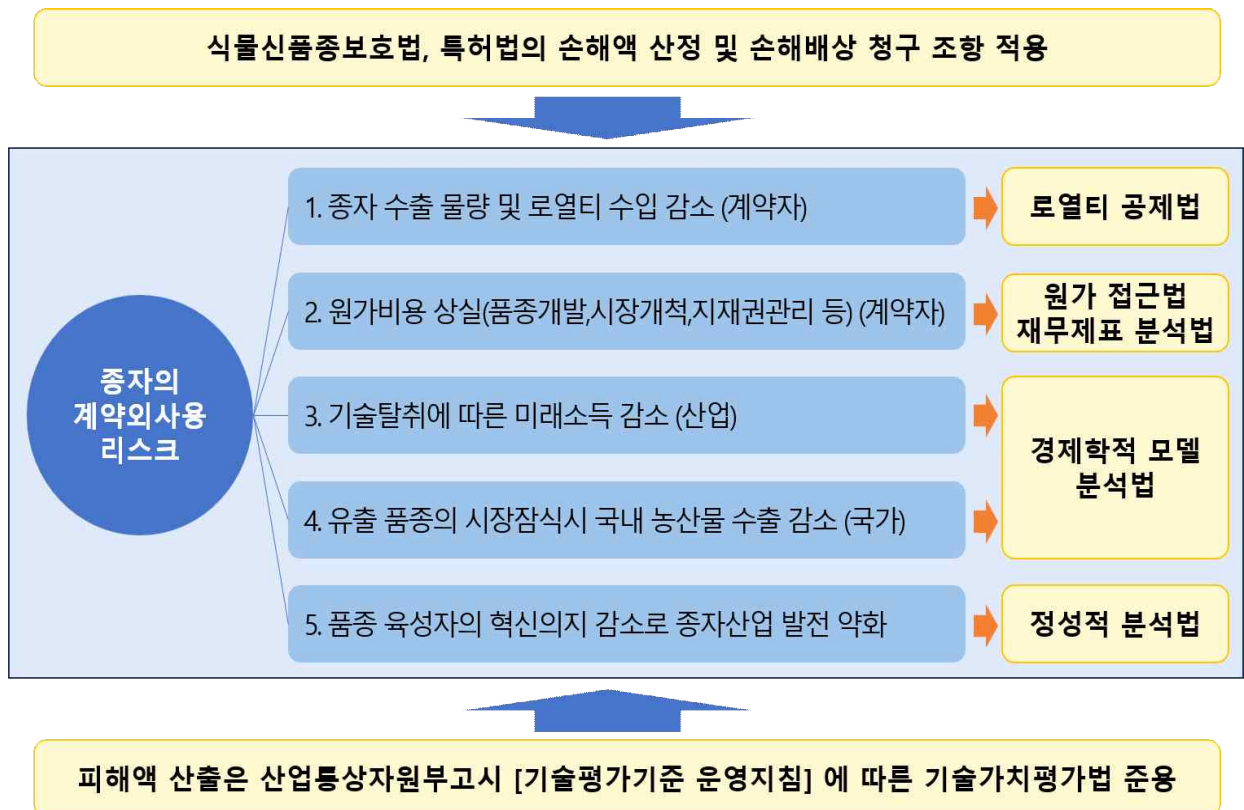 식물신품종보호법, 특허법의 손해액 산정 및 손해배상 청구 조항 적용
종자의
계약외사용
리스크
1. 종자 수출 물량 및 로열티 수입 감소 (계약자)
로열티 공제법
2. 원가비용 상실(품종개발,시장개척,지재권관리 등) (계약자)
원가 접근법
재무제표 분석법
3. 기술탈취에 따른 미래소득 감소 (산업)
4. 유출 품종의 시장잠식시 국내 농산물 수출 감소 (국가)
경제학적 모델
분석법
5. 품종 육성자의 혁신의지 감소로 종자산업 발전 약화
정성적 분석법
피해액 산출은 산업통상자원부고시 [기술평가기준 운영지침] 에 따른 기술가치평가법 준용